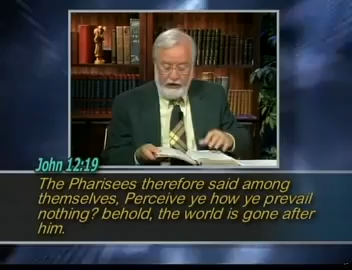 John 12:19
The Pharisees therefore said among
themselves, Perceive ye how ye prevail
nothing? behold, the world is gone after
him.